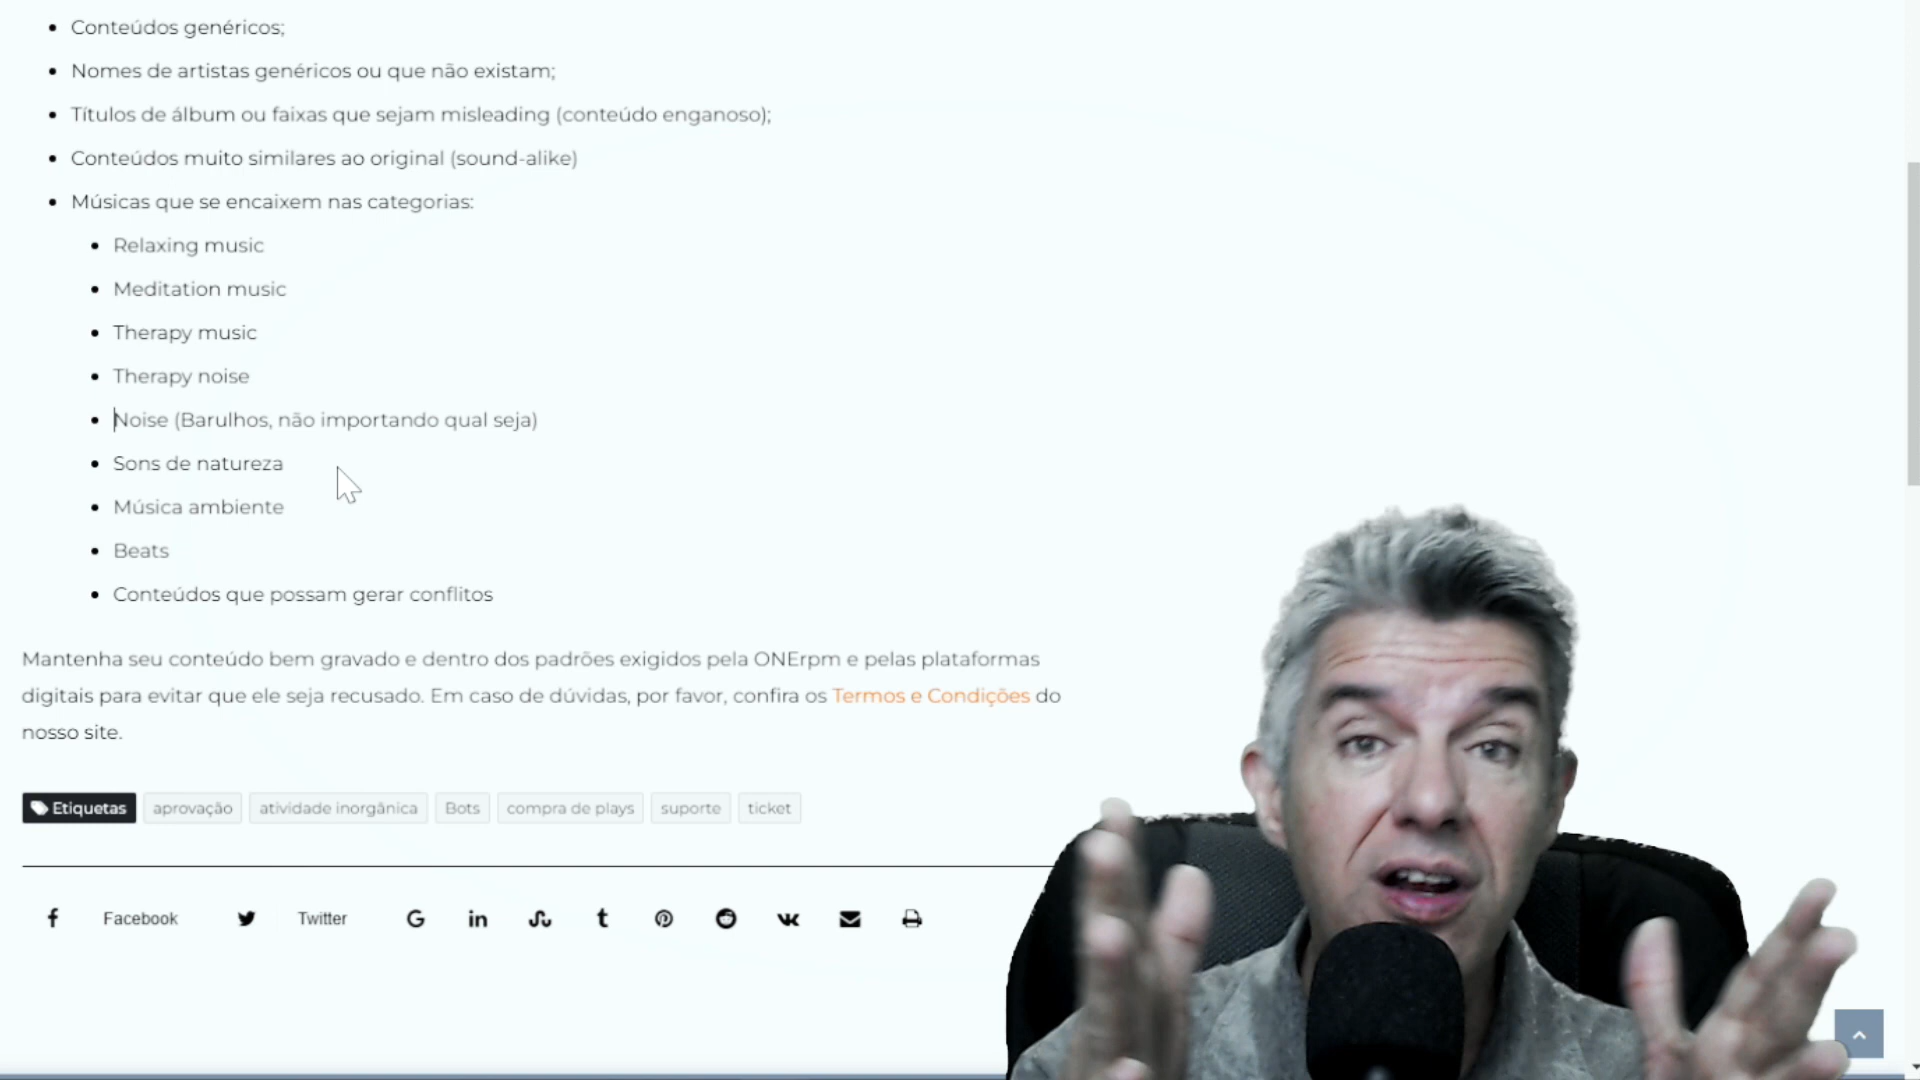 Conteúdos genéricos;
Nomes de artistas genéricos ou que não existam;
Títulos de álbum ou faixas que sejam misleading (conteúdo enganoso);
Conteúdos muito similares ao original (sound-alike)
Músicas que se encaixem nas categorias:
Relaxing music
Meditation music
Therapy music
Therapy noise
Noise (Barulhos, não importando qual seja)
Sons de natureza
Música ambiente
Beats
Conteúdos que possam gerar conflitos
Mantenha seu conteúdo bem gravado e dentro dos padrões exigidos pela ONErpm e pelas plataformas
digitais para evitar que ele seja recusado. Em caso de dúvidas, por favor, confira os Termos e Condições do
nosso site.
Etiquetas aprovação atividade inorgânica Bots compra de plays suporte ticket
Facebook Twitter